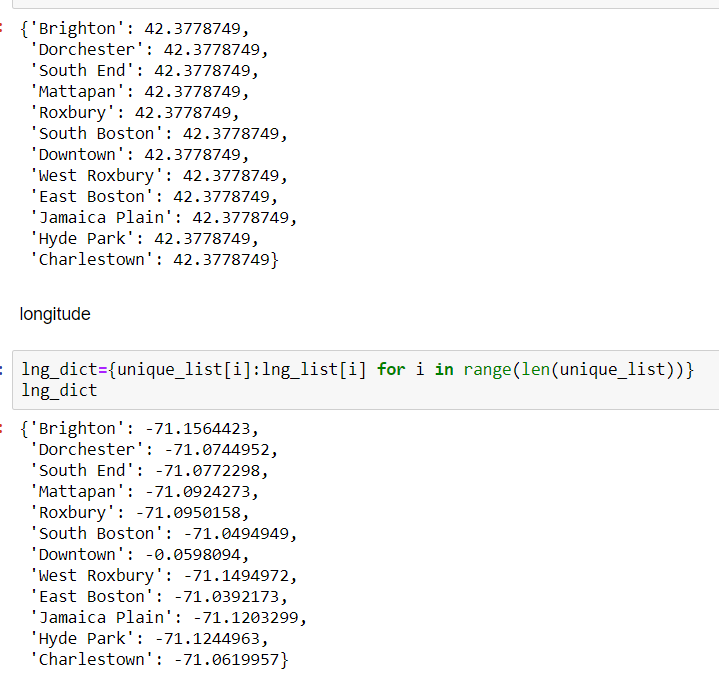 {'Brighton': 42.3778749,
'Dorchester': 42.3778749,
'South End': 42.3778749,
'Mattapan': 42.3778749,
'Roxbury': 42.3778749,
'South Boston': 42.3778749,
'Downtown': 42.3778749,
'West Roxbury': 42.3778749,
'East Boston': 42.3778749,
'Jamaica Plain': 42.3778749,
'Hyde Park': 42.3778749,
'Charlestown': 42.3778749}
longitude
lng_dict={unique_list[i]:lng_list[i] for i in range(len(unique_list))}
lng_dict
{'Brighton': -71.1564423,
'Dorchester': -71.0744952,
'South End': -71.0772298,
'Mattapan': -71.0924273,
'Roxbury': -71.0950158,
'South Boston': -71.0494949,
'Downtown': -0.0598094,
'West Roxbury': -71.1494972,
'East Boston': -71.0392173,
'Jamaica Plain': -71.1203299,
'Hyde Park': -71.1244963,
'Charlestown': -71.0619957}